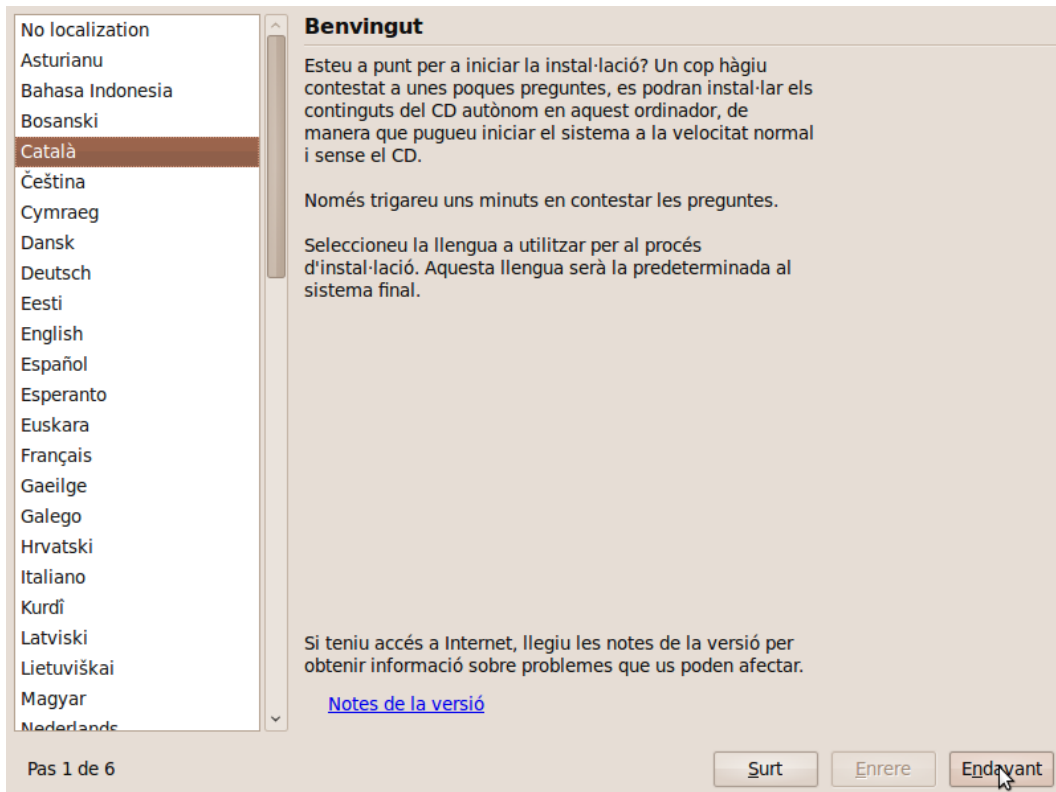 No localization
Asturianu
Bahasa Indonesia
Bosanski
Català
Čeština
Cymraeg
Dansk
Deutsch
Eesti
English
Español
Esperanto
Euskara
Français
Gaeilge
Galego
Hrvatski
Italiano
Kurdî
Latviski
Lietuviškai
Magyar
Nederlands
Benvingut
Esteu a punt per a iniciar la instal·lació? Un cop hàgiu
contestat a unes poques preguntes, es podran instal·lar els
continguts del CD autònom en aquest ordinador, de
manera que pugueu iniciar el sistema a la velocitat normal
i sense el CD.
Només trigareu uns minuts en contestar les preguntes.
Seleccioneu la llengua a utilitzar per al procés
d'instal·lació. Aquesta llengua serà la predeterminada al
sistema final.
Si teniu accés a Internet, llegiu les notes de la versió per
obtenir informació sobre problemes que us poden afectar.
Notes de la versió
Pas 1 de 6
Surt
Enrere
Endavant